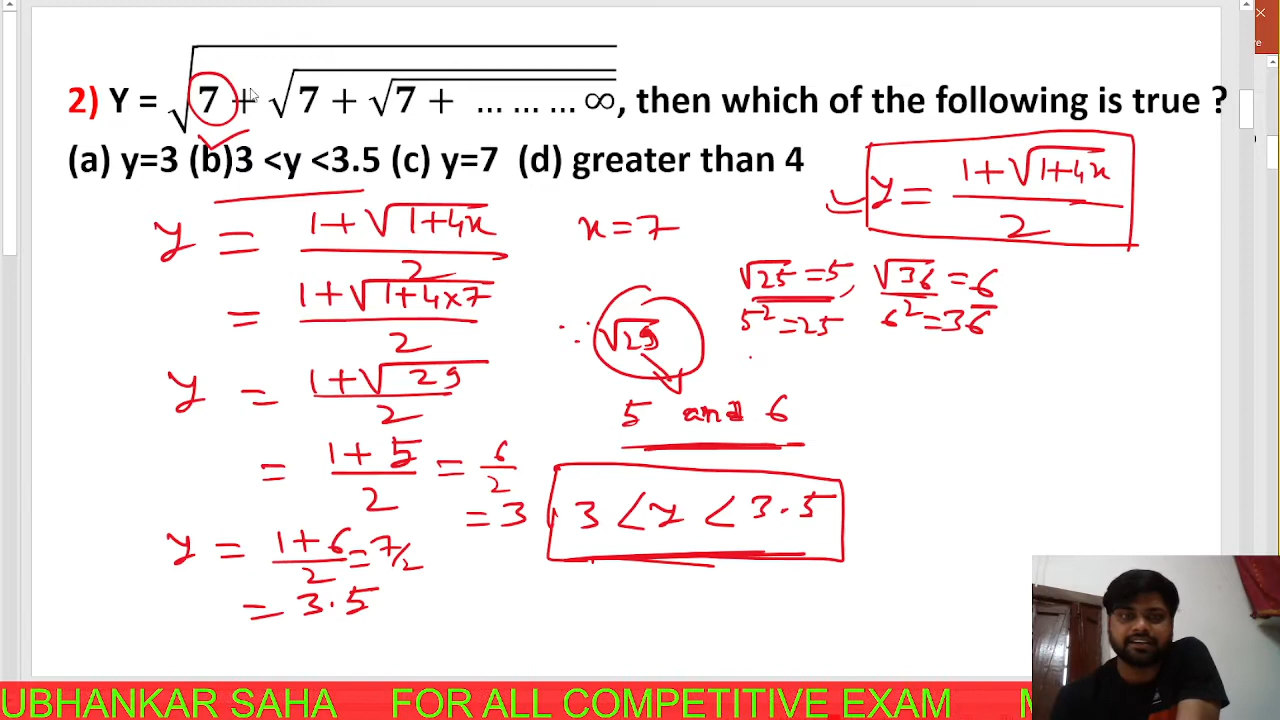 2) Y = √7 + √7 + √7 + ... ... ... ∞, then which of the following is true ?
(a) y=3 (b)3 <y <3.5 (c) y=7 (d) greater than 4
y = 1+√1+4x / 2
x = 7
y = 1+√1+4x / 2
= 1+√1+4×7 / 2
√25 = 5, √36 = 6
5² = 25 6² = 36
∵ √29
5 and 6
y = 1+√29 / 2
= 1+5 / 2 = 6/2
= 3
3 < y < 3.5
y = 1+6 / 2 = 7/2
= 3.5
UBHANKAR SAHA FOR ALL COMPETITIVE EXAM M